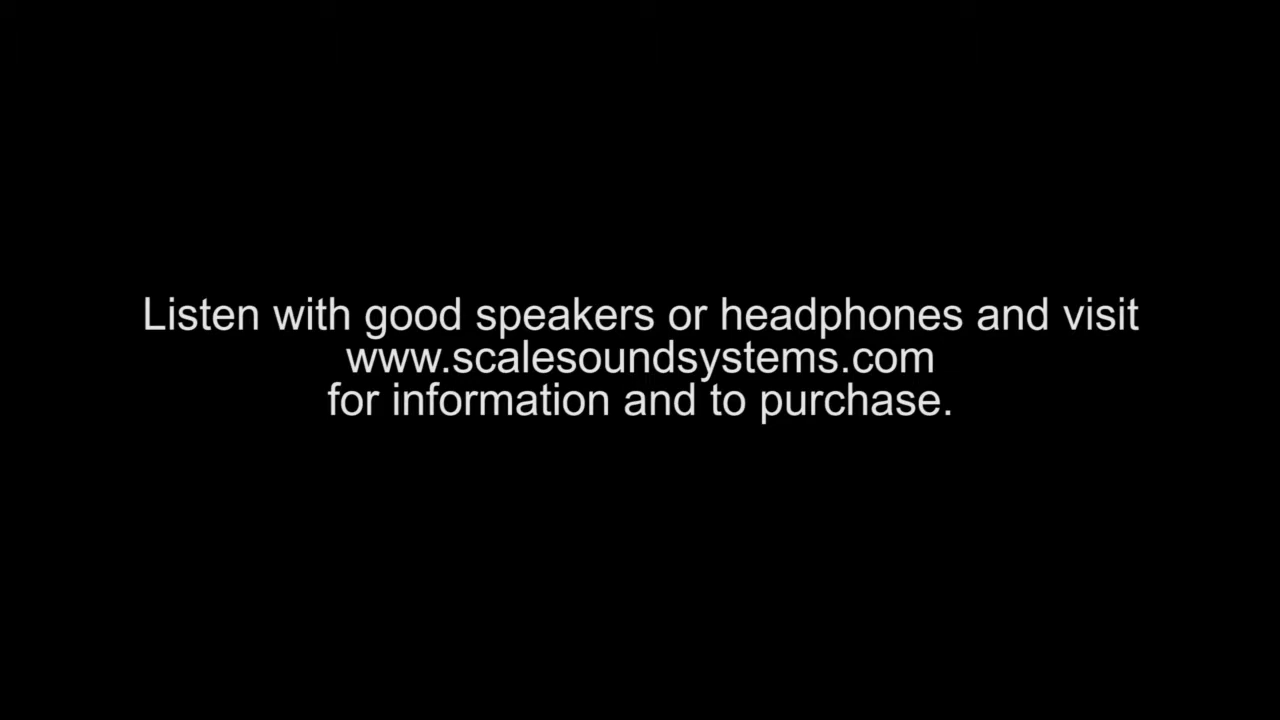 Listen with good speakers or headphones and visit
www.scalesoundsystems.com
for information and to purchase.